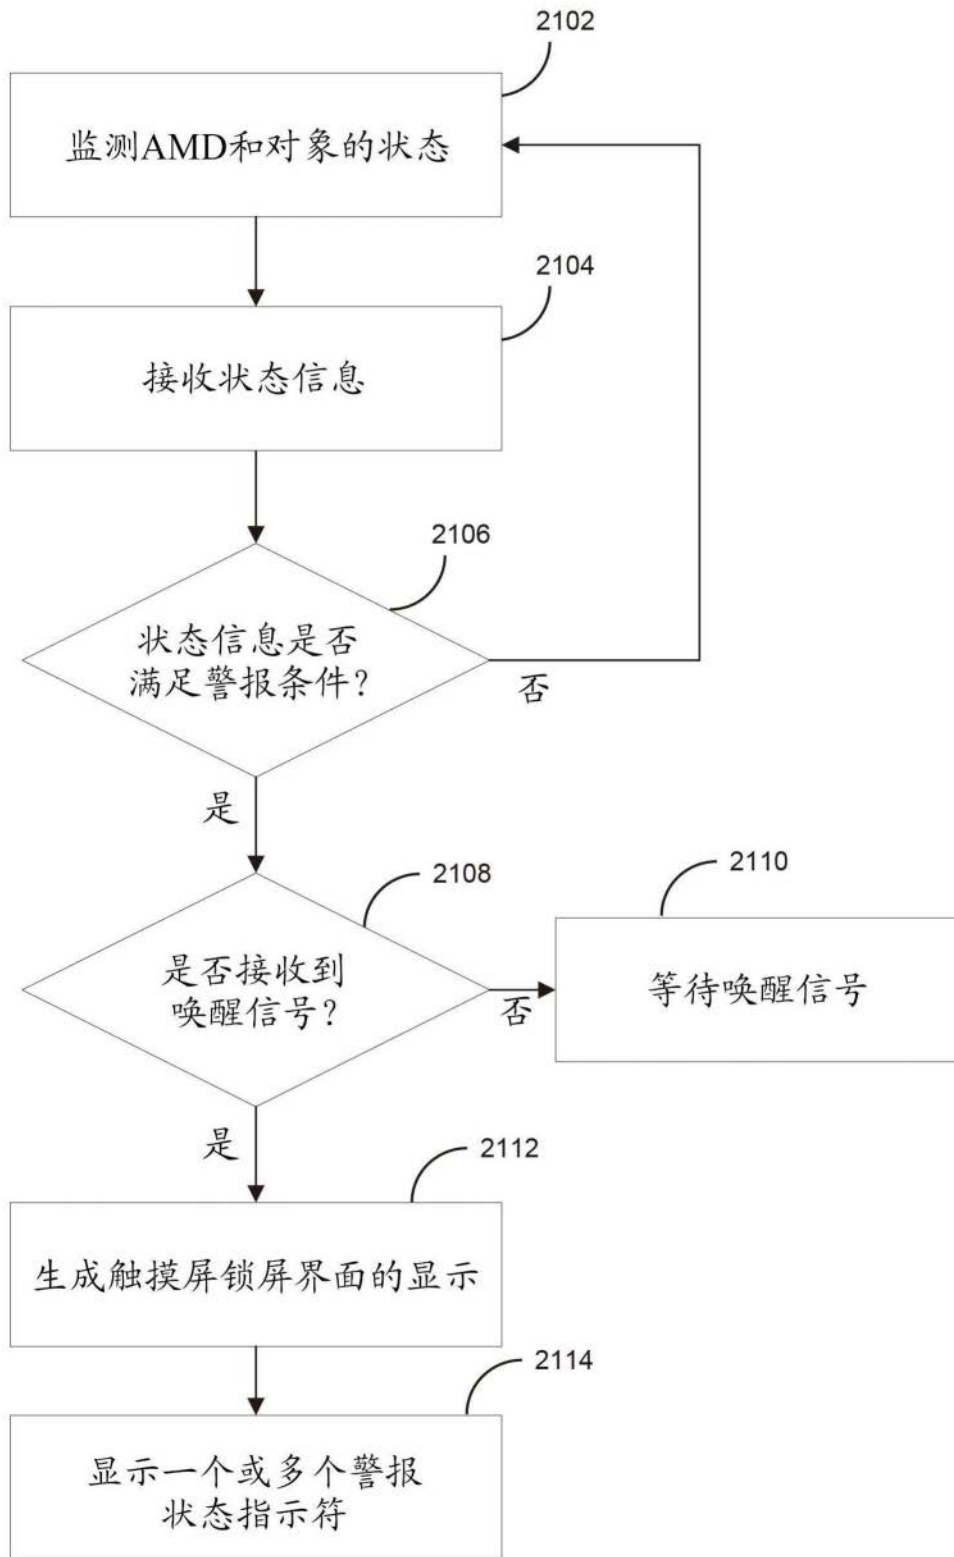 2102
监测AMD和对象的状态
2104
接收状态信息
2106
状态信息是否
满足警报条件?
否
是
2108
2110
是否接收到
唤醒信号?
否
等待唤醒信号
是
2112
生成触摸屏锁屏界面的显示
2114
显示一个或多个警报
状态指示符